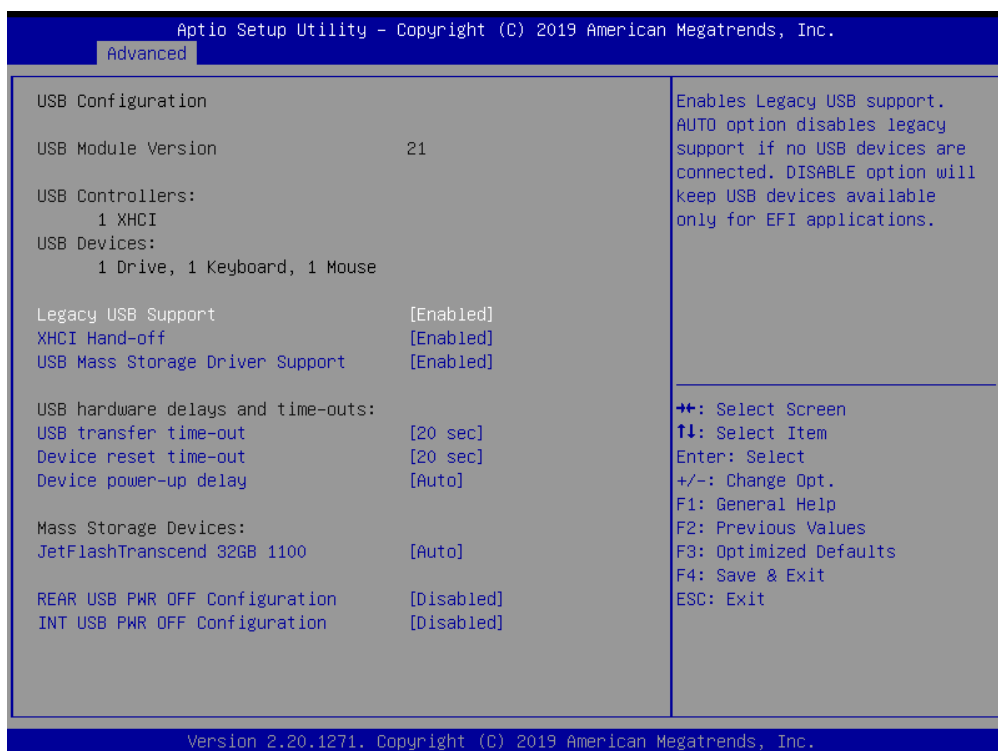 Aptio Setup Utility – Copyright (C) 2019 American Megatrends, Inc.
Advanced
USB Configuration
USB Module Version 21
USB Controllers:
1 XHCI
USB Devices:
1 Drive, 1 Keyboard, 1 Mouse
Legacy USB Support [Enabled]
XHCI Hand-off [Enabled]
USB Mass Storage Driver Support [Enabled]
USB hardware delays and time-outs:
USB transfer time-out [20 sec]
Device reset time-out [20 sec]
Device power-up delay [Auto]
Mass Storage Devices:
JetFlashTranscend 32GB 1100 [Auto]
REAR USB PWR OFF Configuration [Disabled]
INT USB PWR OFF Configuration [Disabled]
Enables Legacy USB support.
AUTO option disables legacy
support if no USB devices are
connected. DISABLE option will
keep USB devices available
only for EFI applications.
→←: Select Screen
↑↓: Select Item
Enter: Select
+/-: Change Opt.
F1: General Help
F2: Previous Values
F3: Optimized Defaults
F4: Save & Exit
ESC: Exit
Version 2.20.1271. Copyright (C) 2019 American Megatrends, Inc.